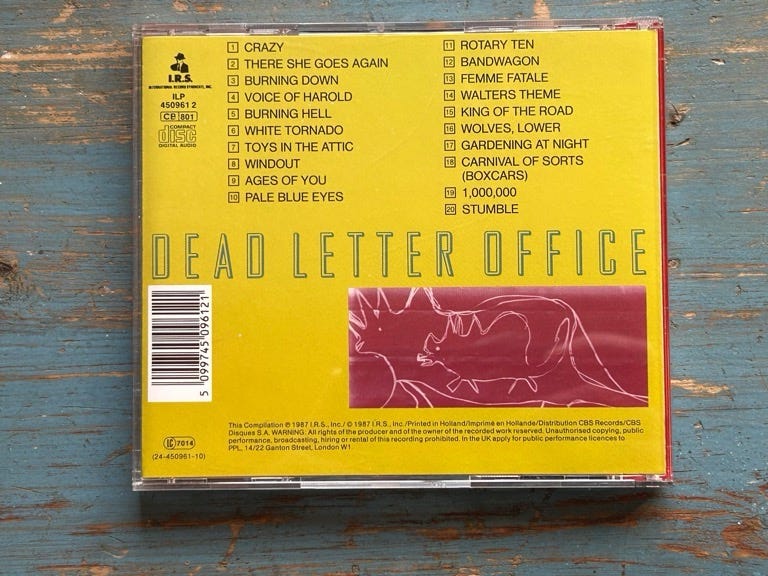 I.R.S.
INTERNATIONAL RECORD SYNDICATE, INC.
ILP
450961 2
CB 801
COMPACT
disc
DIGITAL AUDIO
1 CRAZY
2 THERE SHE GOES AGAIN
3 BURNING DOWN
4 VOICE OF HAROLD
5 BURNING HELL
6 WHITE TORNADO
7 TOYS IN THE ATTIC
8 WINDOUT
9 AGES OF YOU
10 PALE BLUE EYES
11 ROTARY TEN
12 BANDWAGON
13 FEMME FATALE
14 WALTERS THEME
15 KING OF THE ROAD
16 WOLVES, LOWER
17 GARDENING AT NIGHT
18 CARNIVAL OF SORTS
(BOXCARS)
19 1,000,000
20 STUMBLE
DEAD LETTER OFFICE
5 099745 096121
LC 7014
(24-450961-10)
This Compilation ℗ 1987 I.R.S., Inc./ © 1987 I.R.S., Inc./Printed in Holland/Imprimé en Hollande/Distribution CBS Records/CBS
Disques S.A. WARNING: All rights of the producer and of the owner of the recorded work reserved. Unauthorised copying, public
performance, broadcasting, hiring or rental of this recording prohibited. In the UK apply for public performance licences to
PPL, 14/22 Ganton Street, London W1.